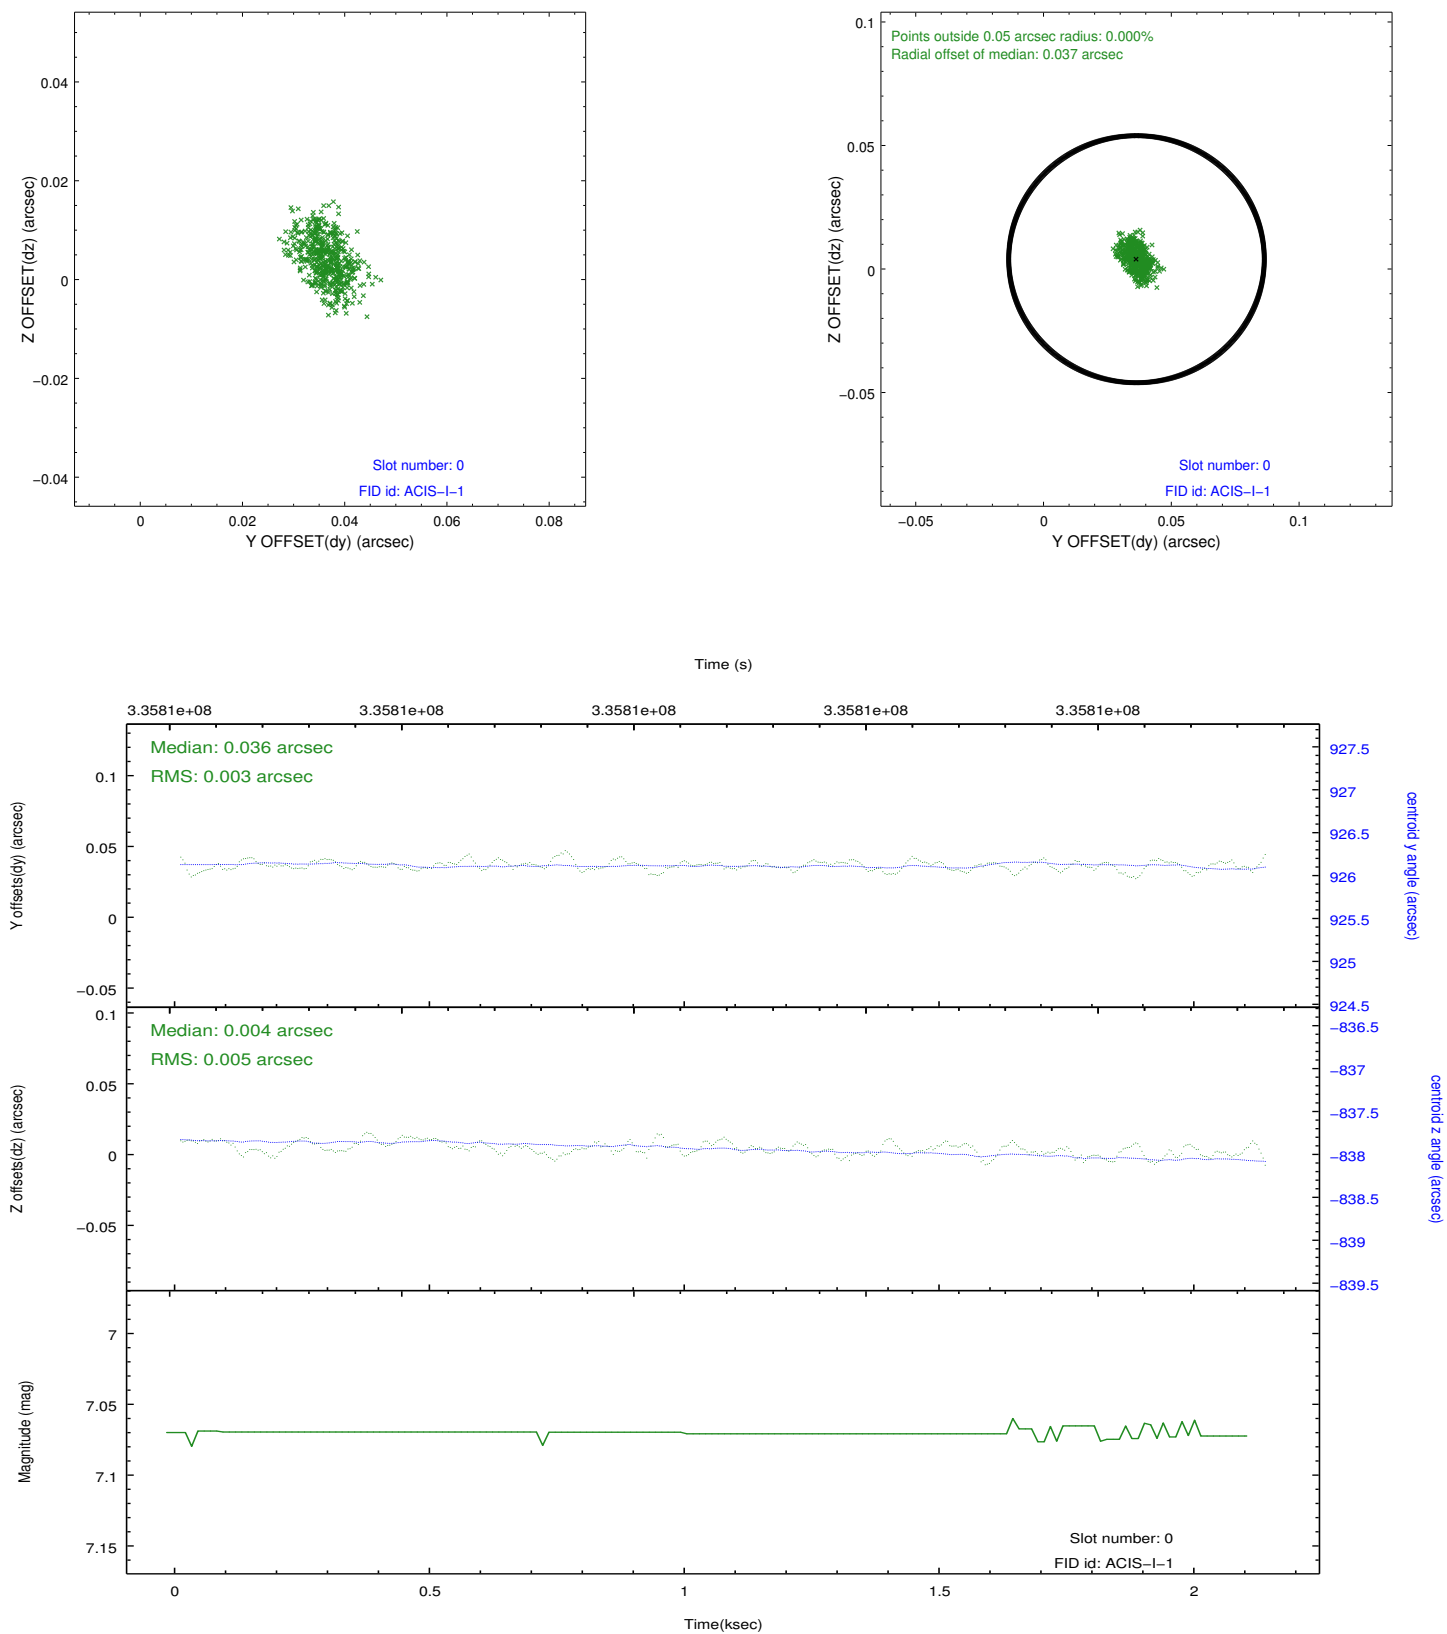 0.04
0.02
0
−0.02
−0.04
Z OFFSET(dz) (arcsec)
Slot number: 0
FID id: ACIS−I−1
0
0.02
0.04
0.06
0.08
Y OFFSET(dy) (arcsec)
0.1
0.05
0
−0.05
Z OFFSET(dz) (arcsec)
Points outside 0.05 arcsec radius: 0.000%
Radial offset of median: 0.037 arcsec
Slot number: 0
FID id: ACIS−I−1
−0.05
0
0.05
0.1
Y OFFSET(dy) (arcsec)
Time (s)
3.3581e+08
3.3581e+08
3.3581e+08
3.3581e+08
3.3581e+08
Median: 0.036 arcsec
RMS: 0.003 arcsec
0.1
0.05
0
−0.05
Y offsets(dy) (arcsec)
927.5
927
926.5
926
925.5
925
924.5
centroid y angle (arcsec)
Median: 0.004 arcsec
RMS: 0.005 arcsec
0.1
0.05
0
−0.05
Z offsets(dz) (arcsec)
−836.5
−837
−837.5
−838
−838.5
−839
−839.5
centroid z angle (arcsec)
7
7.05
7.1
7.15
Magnitude (mag)
Slot number: 0
FID id: ACIS−I−1
0
0.5
1
1.5
2
Time(ksec)